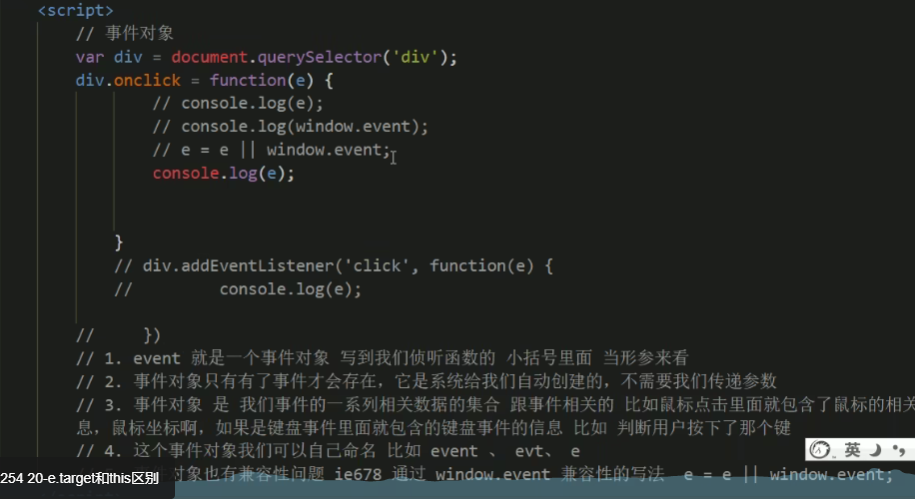 <script>
// 事件对象
var div = document.querySelector('div');
div.onclick = function(e) {
// console.log(e);
// console.log(window.event);
// e = e || window.event;
console.log(e);
}
// div.addEventListener('click', function(e) {
// console.log(e);
// })
// 1. event 就是一个事件对象 写到我们侦听函数的 小括号里面 当形参来看
// 2. 事件对象只有有了事件才会存在，它是系统给我们自动创建的，不需要我们传递参数
// 3. 事件对象 是 我们事件的一系列相关数据的集合 跟事件相关的 比如鼠标点击里面就包含了鼠标的相关
息，鼠标坐标啊，如果是键盘事件里面就包含的键盘事件的信息 比如 判断用户按下了那个键
// 4. 这个事件对象我们可以自己命名 比如 event 、 evt、 e
对象也有兼容性问题 ie678 通过 window.event 兼容性的写法 e = e || window.event;
254 20-e.target和this区别
英